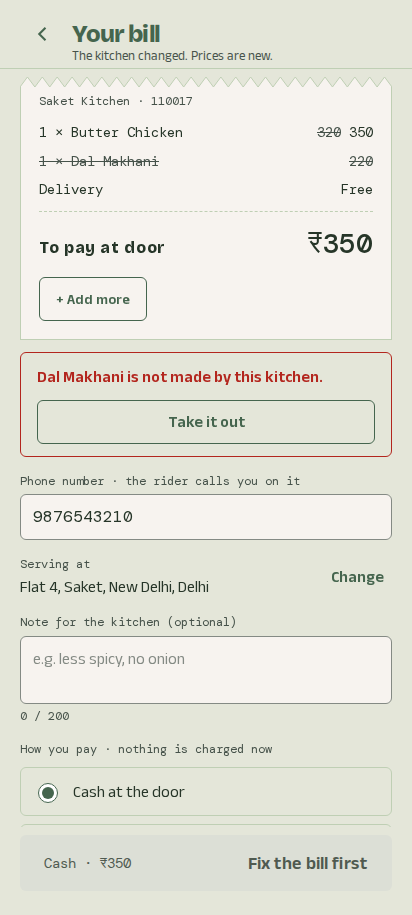 Your bill
The kitchen changed. Prices are new.
Saket Kitchen · 110017
1 × Butter Chicken 320 350
1 × Dal Makhani 220
Delivery Free
To pay at door ₹350
+ Add more
Dal Makhani is not made by this kitchen.
Take it out
Phone number · the rider calls you on it
9876543210
Serving at
Flat 4, Saket, New Delhi, Delhi
Change
Note for the kitchen (optional)
e.g. less spicy, no onion
0 / 200
How you pay · nothing is charged now
Cash at the door
Cash · ₹350 Fix the bill first